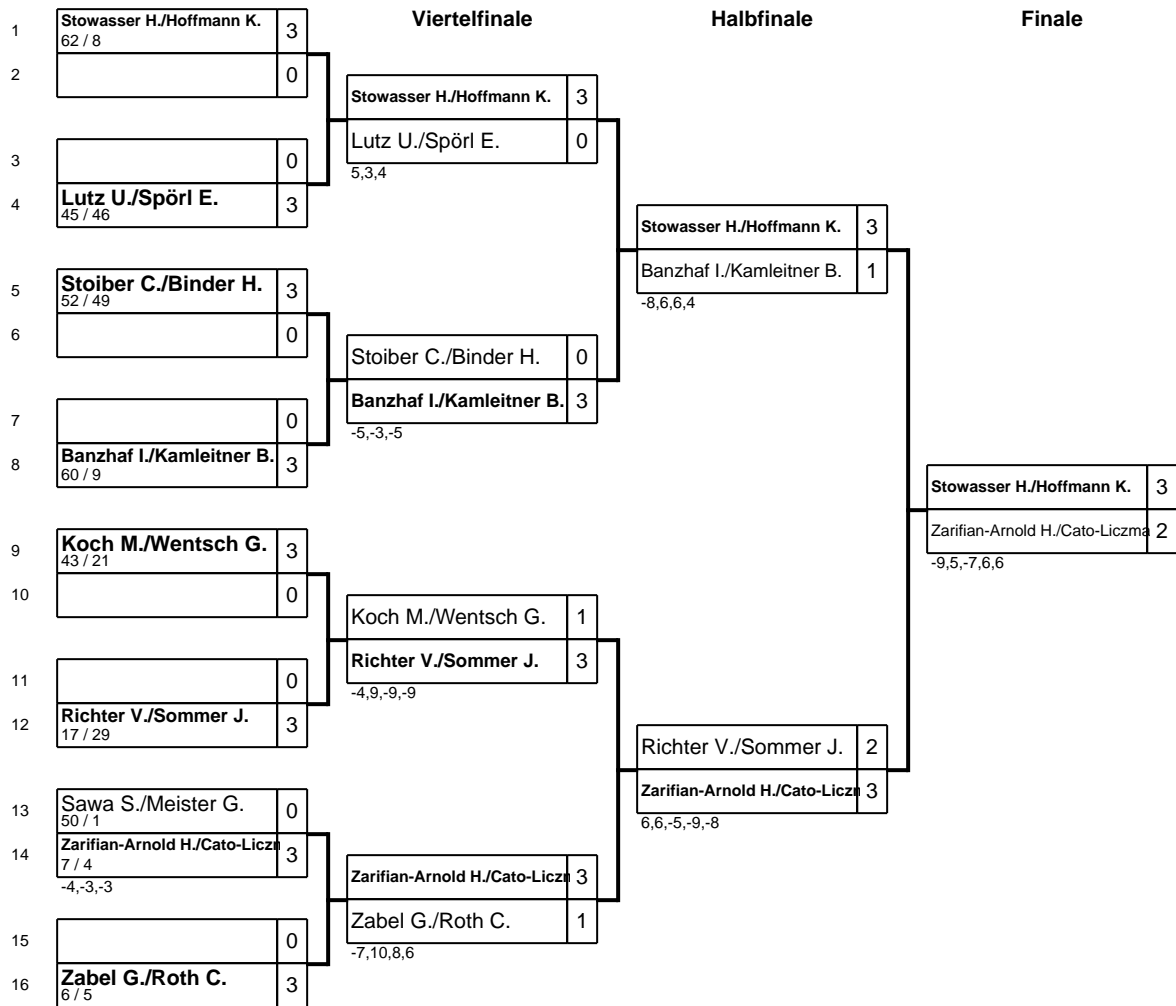 Viertelfinale
Halbfinale
Finale
1
Stowasser H./Hoffmann K.
62 / 8
3
2
0
3
0
4
Lutz U./Spörl E.
45 / 46
3
5
Stoiber C./Binder H.
52 / 49
3
6
0
7
0
8
Banzhaf I./Kamleitner B.
60 / 9
3
9
Koch M./Wentsch G.
43 / 21
3
10
0
11
0
12
Richter V./Sommer J.
17 / 29
3
13
Sawa S./Meister G.
50 / 1
0
14
Zarifian-Arnold H./Cato-Liczm
7 / 4
3
-4,-3,-3
15
0
16
Zabel G./Roth C.
6 / 5
3
Stowasser H./Hoffmann K.
3
Lutz U./Spörl E.
0
5,3,4
Stoiber C./Binder H.
0
Banzhaf I./Kamleitner B.
3
-5,-3,-5
Koch M./Wentsch G.
1
Richter V./Sommer J.
3
-4,9,-9,-9
Zarifian-Arnold H./Cato-Liczm
3
Zabel G./Roth C.
1
-7,10,8,6
Stowasser H./Hoffmann K.
3
Banzhaf I./Kamleitner B.
1
-8,6,6,4
Richter V./Sommer J.
2
Zarifian-Arnold H./Cato-Liczm
3
6,6,-5,-9,-8
Stowasser H./Hoffmann K.
3
Zarifian-Arnold H./Cato-Liczma
2
-9,5,-7,6,6